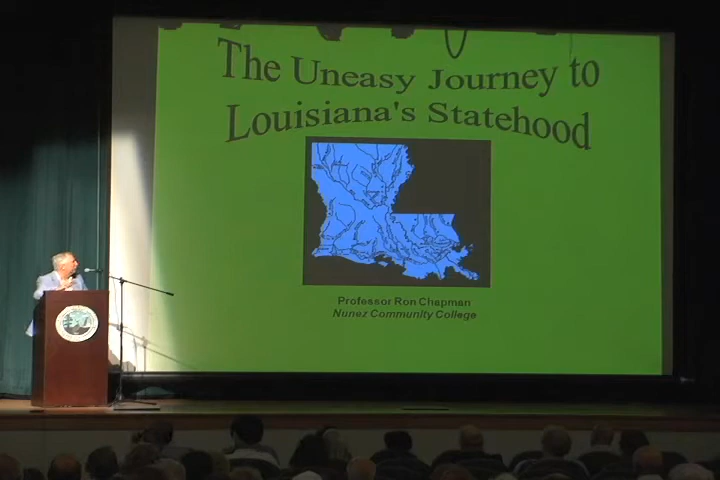 The Uneasy Journey to
Louisiana's Statehood
Professor Ron Chapman
Nunez Community College